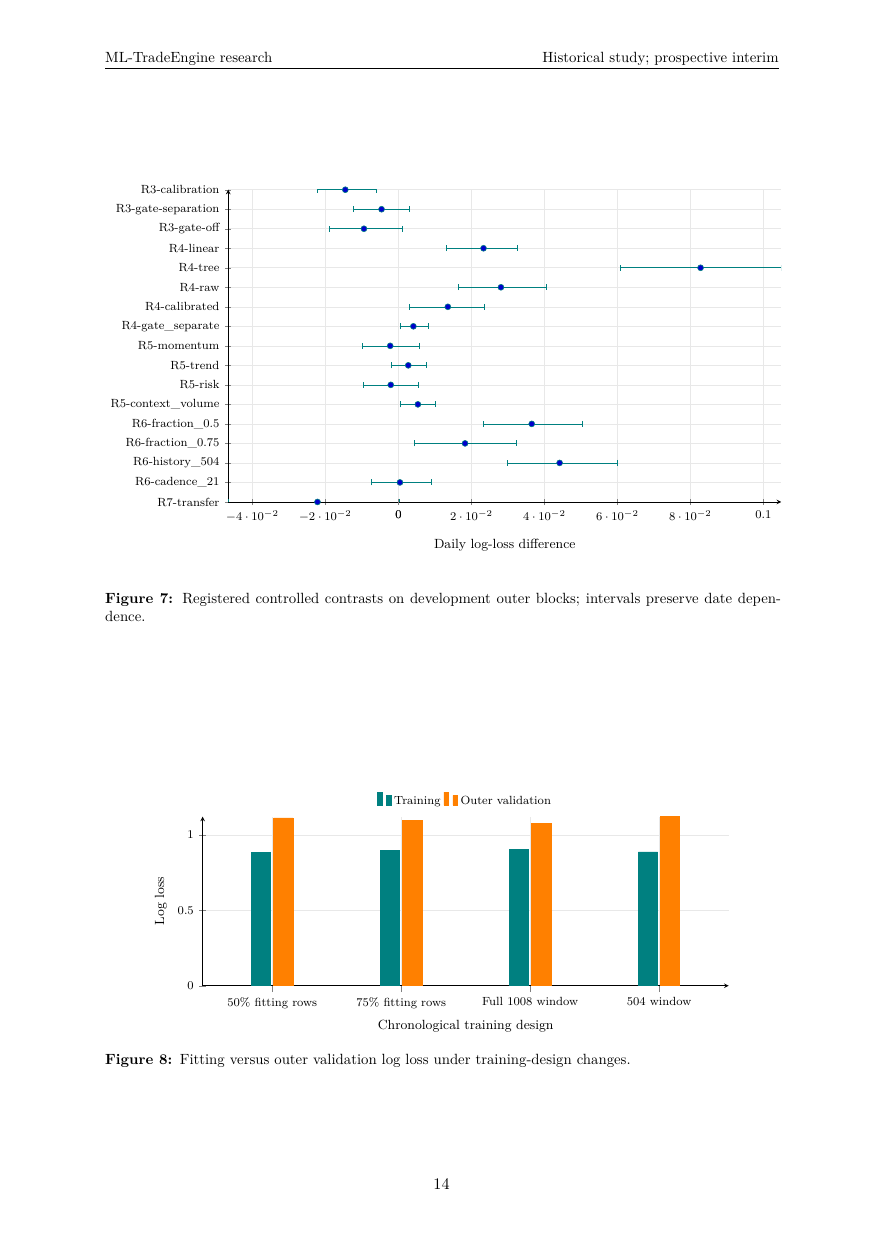 ML-TradeEngine research
Historical study; prospective interim
R3-calibration
R3-gate-separation
R3-gate-off
R4-linear
R4-tree
R4-raw
R4-calibrated
R4-gate_separate
R5-momentum
R5-trend
R5-risk
R5-context_volume
R6-fraction_0.5
R6-fraction_0.75
R6-history_504
R6-cadence_21
R7-transfer
−4 · 10⁻² −2 · 10⁻² 0 2 · 10⁻² 4 · 10⁻² 6 · 10⁻² 8 · 10⁻² 0.1
Daily log-loss difference
Figure 7: Registered controlled contrasts on development outer blocks; intervals preserve date depen-
dence.
Training Outer validation
1
0.5
0
Log loss
50% fitting rows 75% fitting rows Full 1008 window 504 window
Chronological training design
Figure 8: Fitting versus outer validation log loss under training-design changes.
14